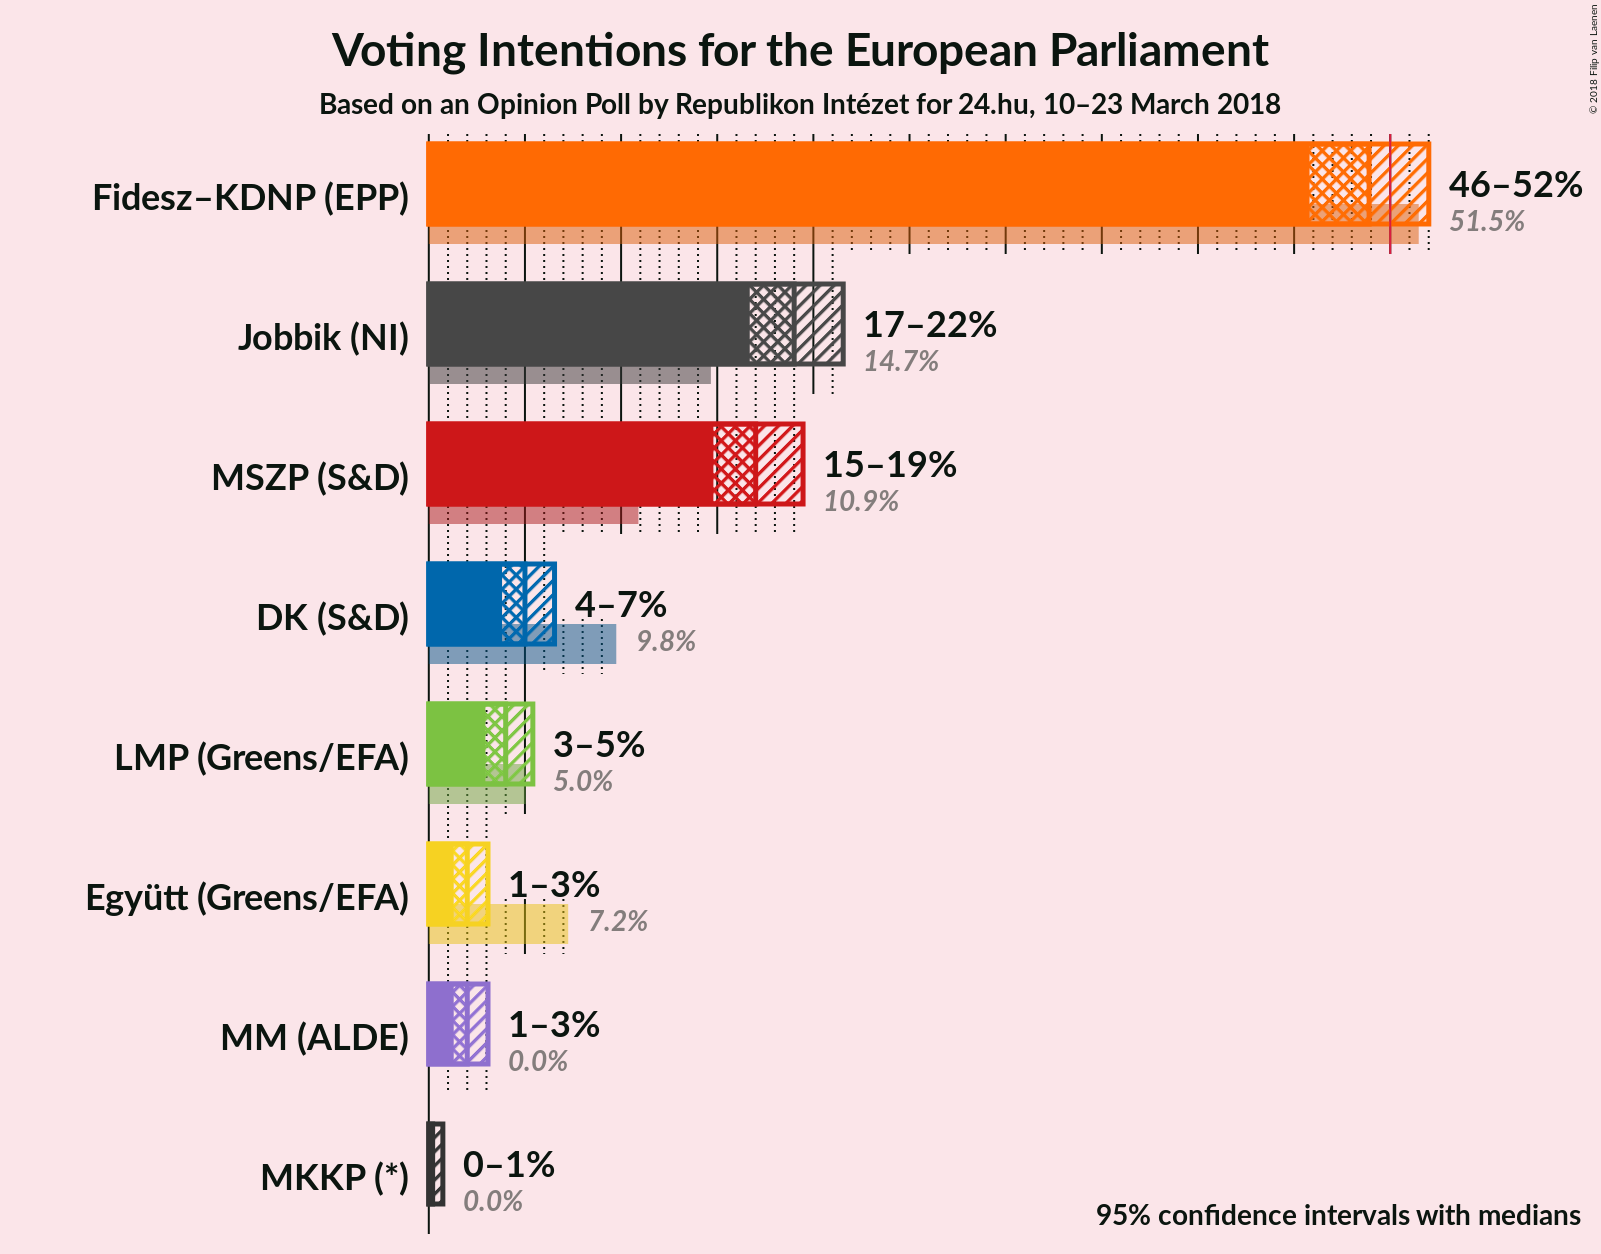 Voting Intentions for the European Parliament
Based on an Opinion Poll by Republikon Intézet for 24.hu, 10–23 March 2018
© 2018 Filip van Laenen
Fidesz–KDNP (EPP)
46–52%
51.5%
Jobbik (NI)
17–22%
14.7%
MSZP (S&D)
15–19%
10.9%
DK (S&D)
4–7%
9.8%
LMP (Greens/EFA)
3–5%
5.0%
Együtt (Greens/EFA)
1–3%
7.2%
MM (ALDE)
1–3%
0.0%
MKKP (*)
0–1%
0.0%
95% confidence intervals with medians